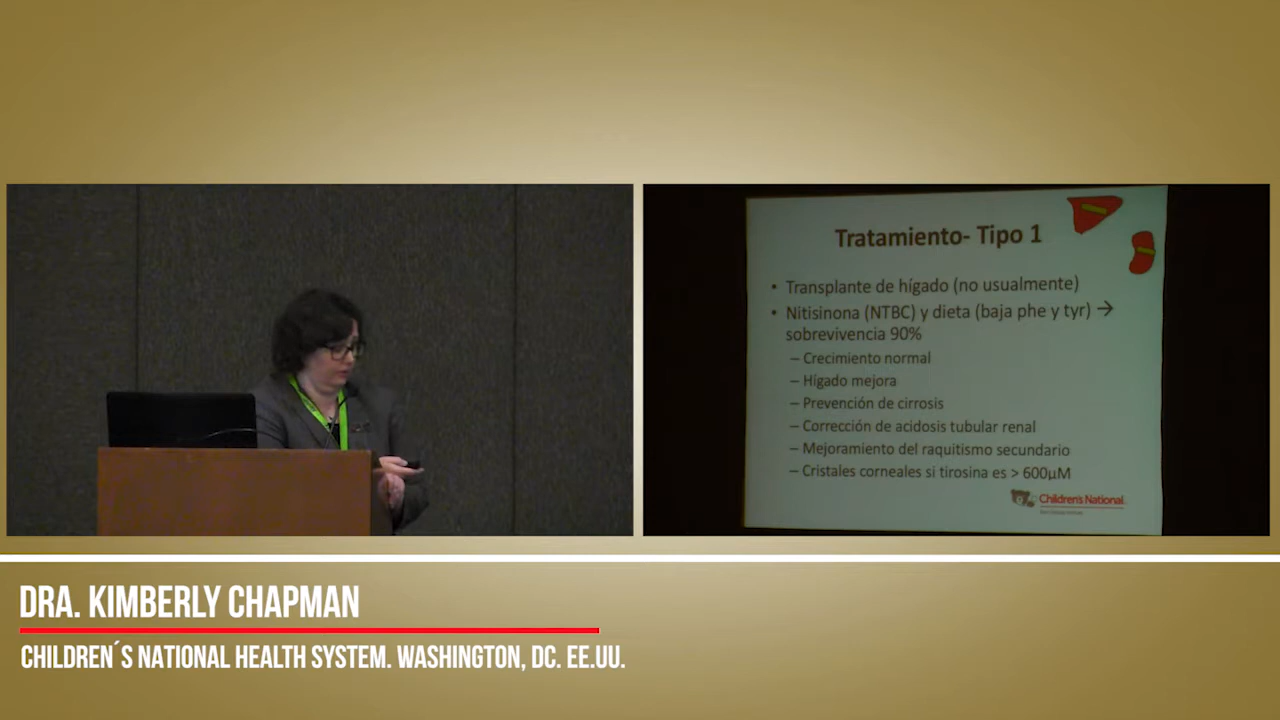 Tratamiento- Tipo 1
• Transplante de hígado (no usualmente)
• Nitisinona (NTBC) y dieta (baja phe y tyr) →
sobrevivencia 90%
– Crecimiento normal
– Hígado mejora
– Prevención de cirrosis
– Corrección de acidosis tubular renal
– Mejoramiento del raquitismo secundario
– Cristales corneales si tirosina es > 600μM
Children's National
DRA. KIMBERLY CHAPMAN
CHILDREN´S NATIONAL HEALTH SYSTEM. WASHINGTON, DC. EE.UU.